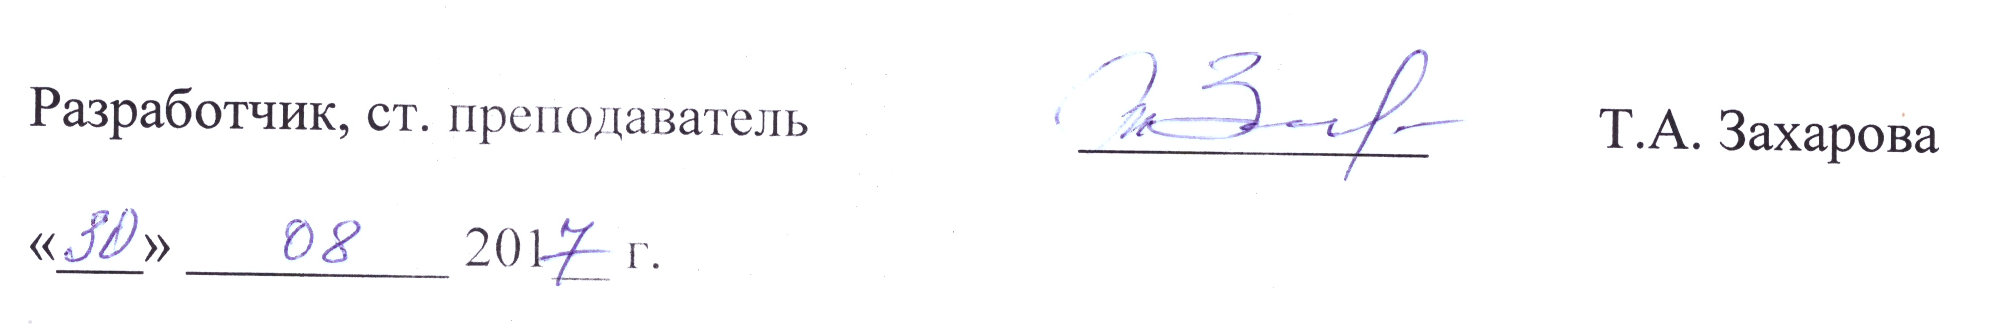 Разработчик, ст. преподаватель Т.А. Захарова
«30» 08 2017 г.